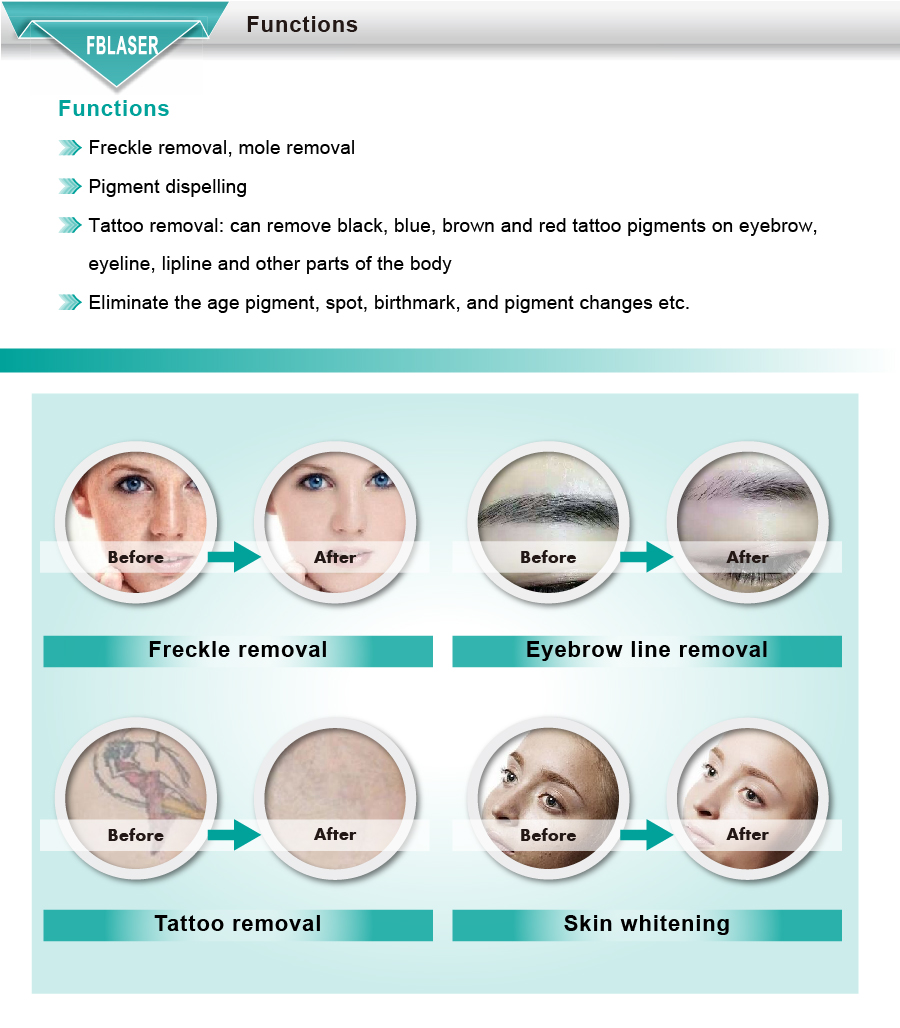 FBLASER
Functions
Functions
Freckle removal, mole removal
Pigment dispelling
Tattoo removal: can remove black, blue, brown and red tattoo pigments on eyebrow,
eyeline, lipline and other parts of the body
Eliminate the age pigment, spot, birthmark, and pigment changes etc.
Before
After
Before
After
Freckle removal
Eyebrow line removal
Before
After
Before
After
Tattoo removal
Skin whitening